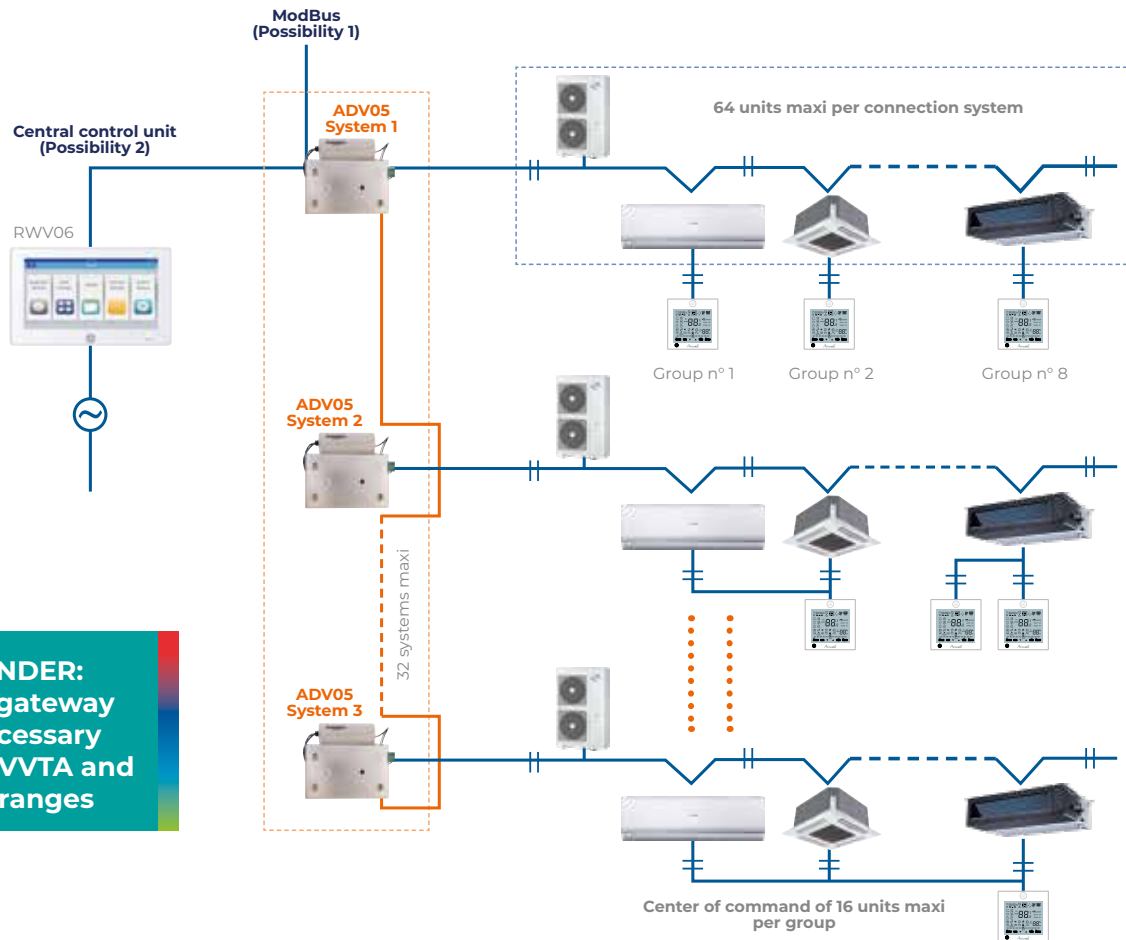 ModBus
(Possibility 1)
64 units maxi per connection system
ADV05
System 1
Central control unit
(Possibility 2)
RWV06
Group n° 1
Group n° 2
Group n° 8
ADV05
System 2
32 systems maxi
NDER:
gateway
cessary
VVTA and
ranges
ADV05
System 3
Center of command of 16 units maxi
per group